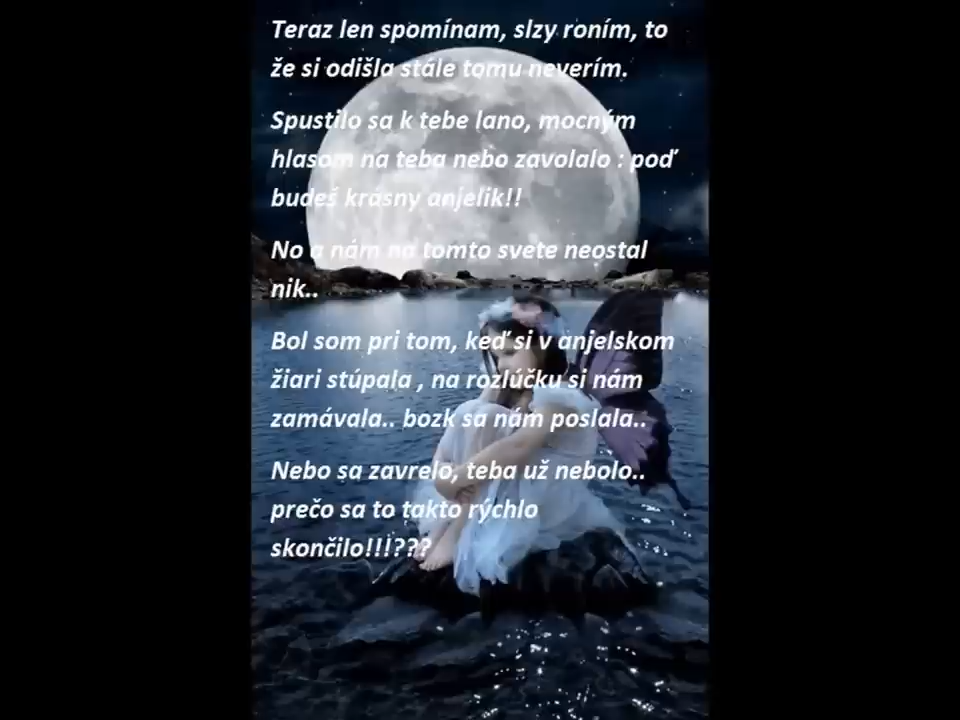 Teraz len spomínam, slzy roním, to
že si odišla stále tomu neverím.
Spustilo sa k tebe lano, mocným
hlasom na teba nebo zavolalo : poď
budeš krásny anjelik!!
No a nám na tomto svete neostal
nik..
Bol som pri tom, keď si v anjelskom
žiari stúpala , na rozlúčku si nám
zamávala.. bozk sa nám poslala..
Nebo sa zavrelo, teba už nebolo..
prečo sa to takto rýchlo
skončilo!!!???